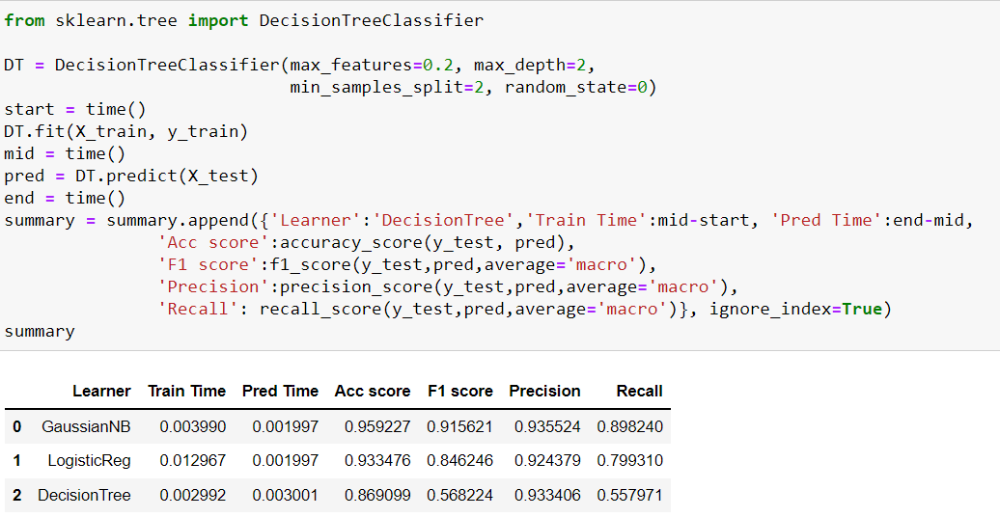 from sklearn.tree import DecisionTreeClassifier
DT = DecisionTreeClassifier(max_features=0.2, max_depth=2,
min_samples_split=2, random_state=0)
start = time()
DT.fit(X_train, y_train)
mid = time()
pred = DT.predict(X_test)
end = time()
summary = summary.append({'Learner':'DecisionTree','Train Time':mid-start, 'Pred Time':end-mid,
'Acc score':accuracy_score(y_test, pred),
'F1 score':f1_score(y_test,pred,average='macro'),
'Precision':precision_score(y_test,pred,average='macro'),
'Recall': recall_score(y_test,pred,average='macro')}, ignore_index=True)
summary
Learner Train Time Pred Time Acc score F1 score Precision Recall
0 GaussianNB 0.003990 0.001997 0.959227 0.915621 0.935524 0.898240
1 LogisticReg 0.012967 0.001997 0.933476 0.846246 0.924379 0.799310
2 DecisionTree 0.002992 0.003001 0.869099 0.568224 0.933406 0.557971